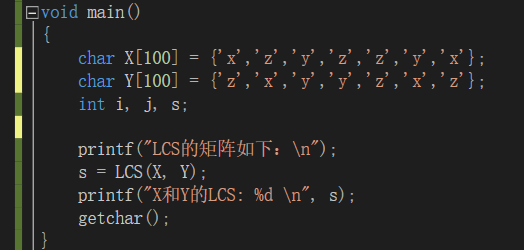 void main()
{
char X[100] = {'x','z','y','z','z','y','x'};
char Y[100] = {'z','x','y','y','z','x','z'};
int i, j, s;
printf("LCS的矩阵如下：\n");
s = LCS(X, Y);
printf("X和Y的LCS: %d \n", s);
getchar();
}